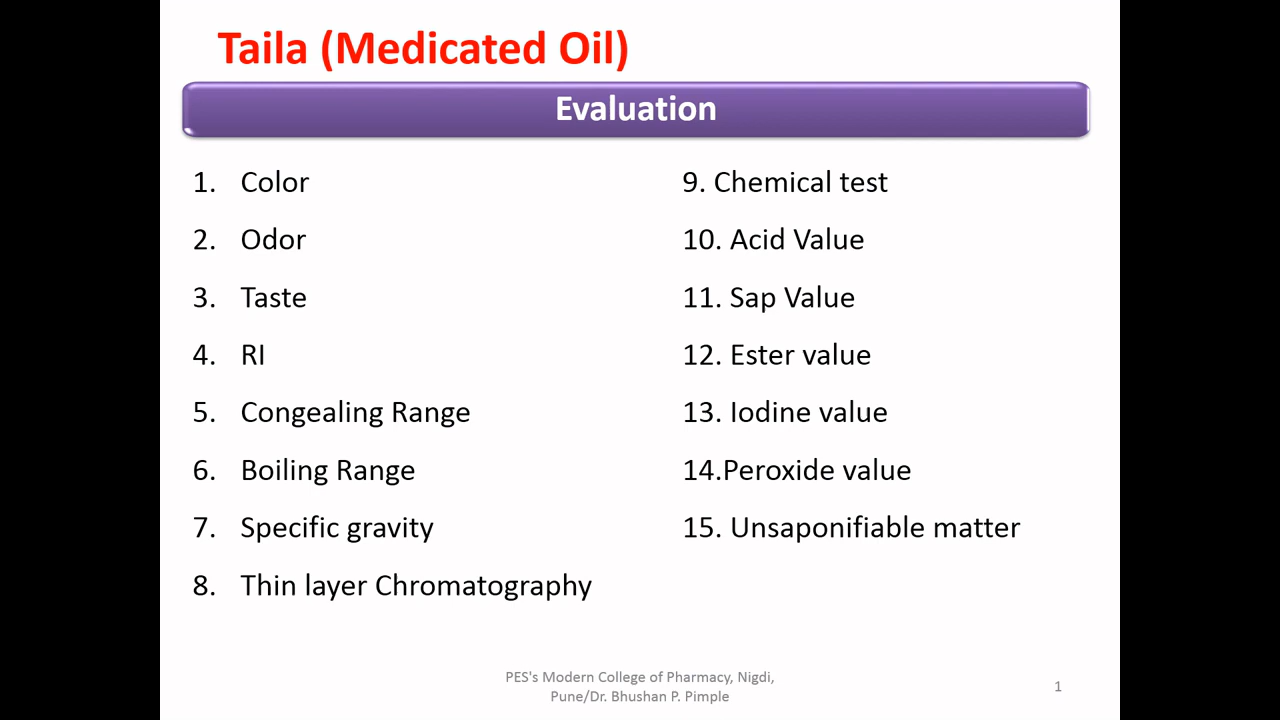 Taila (Medicated Oil)
Evaluation
1. Color
2. Odor
3. Taste
4. RI
5. Congealing Range
6. Boiling Range
7. Specific gravity
8. Thin layer Chromatography
9. Chemical test
10. Acid Value
11. Sap Value
12. Ester value
13. Iodine value
14.Peroxide value
15. Unsaponifiable matter
PES's Modern College of Pharmacy, Nigdi,
Pune/Dr. Bhushan P. Pimple
1